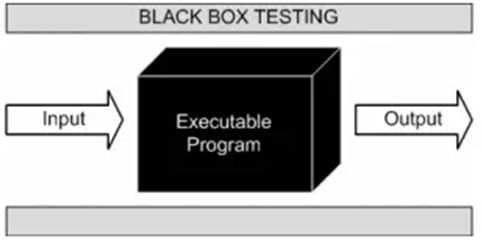 BLACK BOX TESTING
Input
Executable
Program
Output